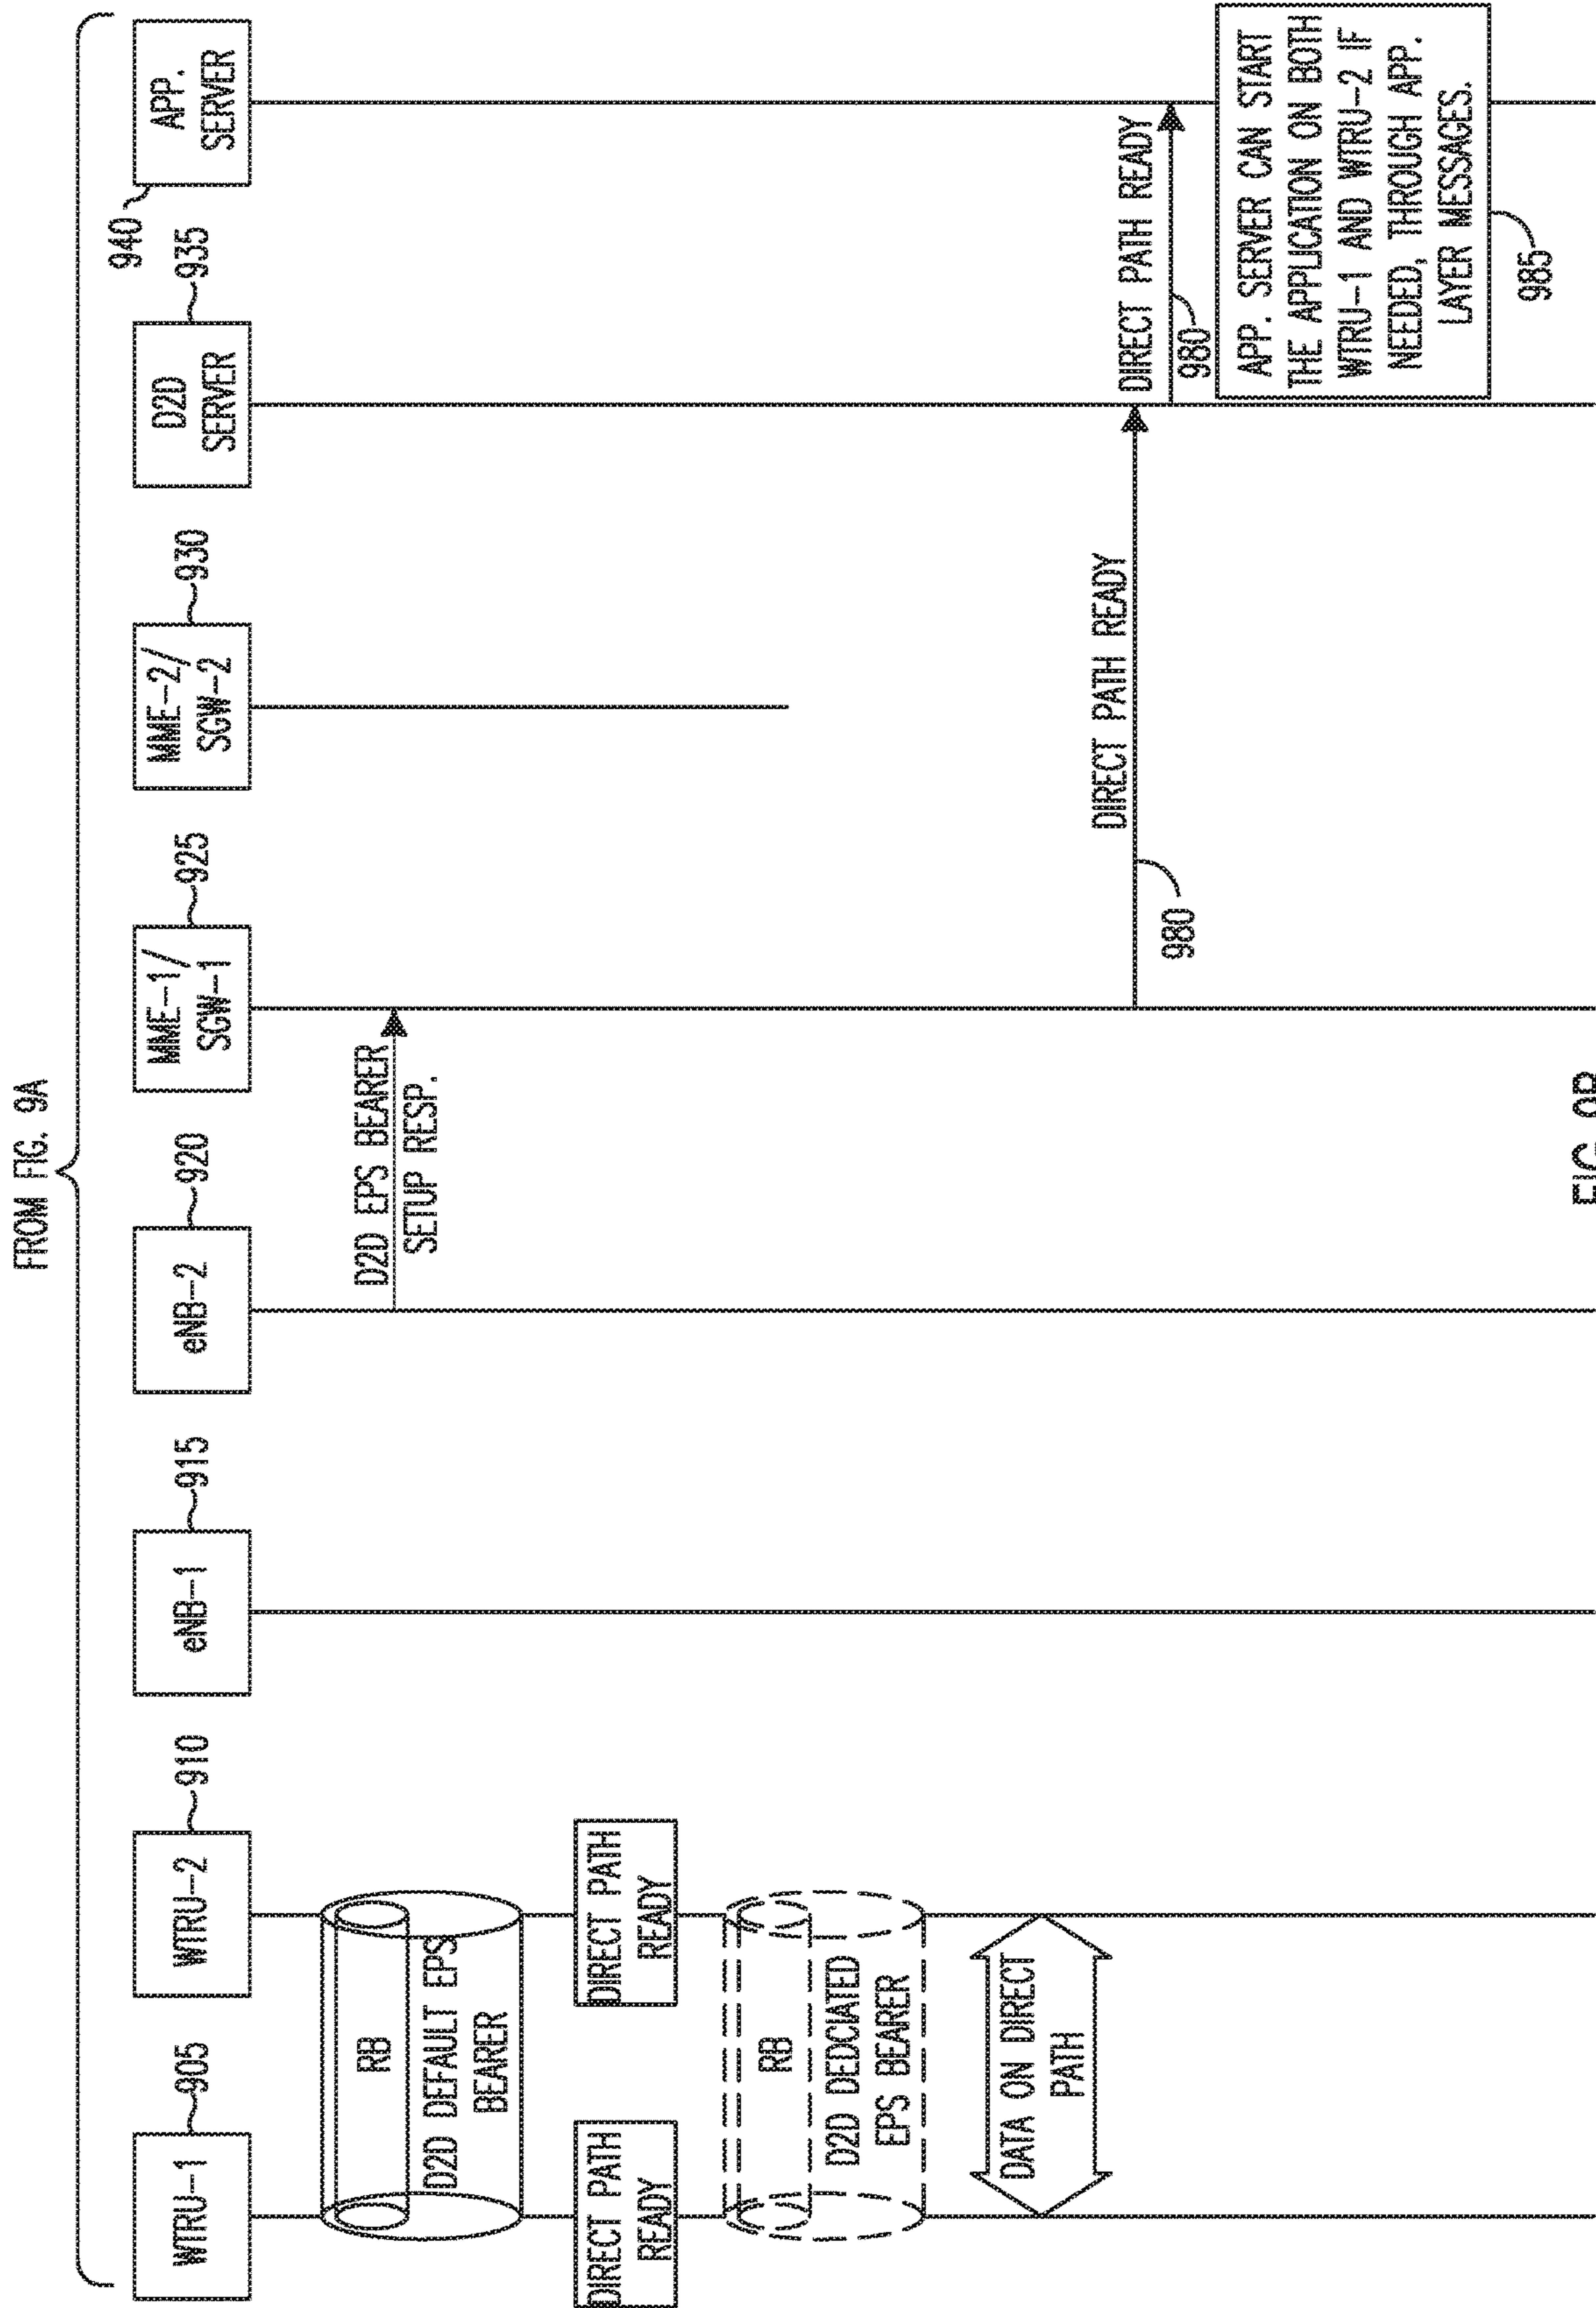 FROM FIG. 9A
WTRU-1
905
WTRU-2
910
eNB-1
915
eNB-2
920
MME-1/
SGW-1
925
MME-2/
SGW-2
930
D2D
SERVER
935
APP.
SERVER
940
RB
D2D DEFAULT EPS
BEARER
D2D EPS BEARER
SETUP RESP.
DIRECT PATH
READY
DIRECT PATH
READY
RB
D2D DEDCIATED
EPS BEARER
DATA ON DIRECT
PATH
DIRECT PATH READY
980
DIRECT PATH READY
980
APP. SERVER CAN START
THE APPLICATION ON BOTH
WTRU-1 AND WTRU-2 IF
NEEDED, THROUGH APP.
LAYER MESSAGES.
985
FIG. 9B